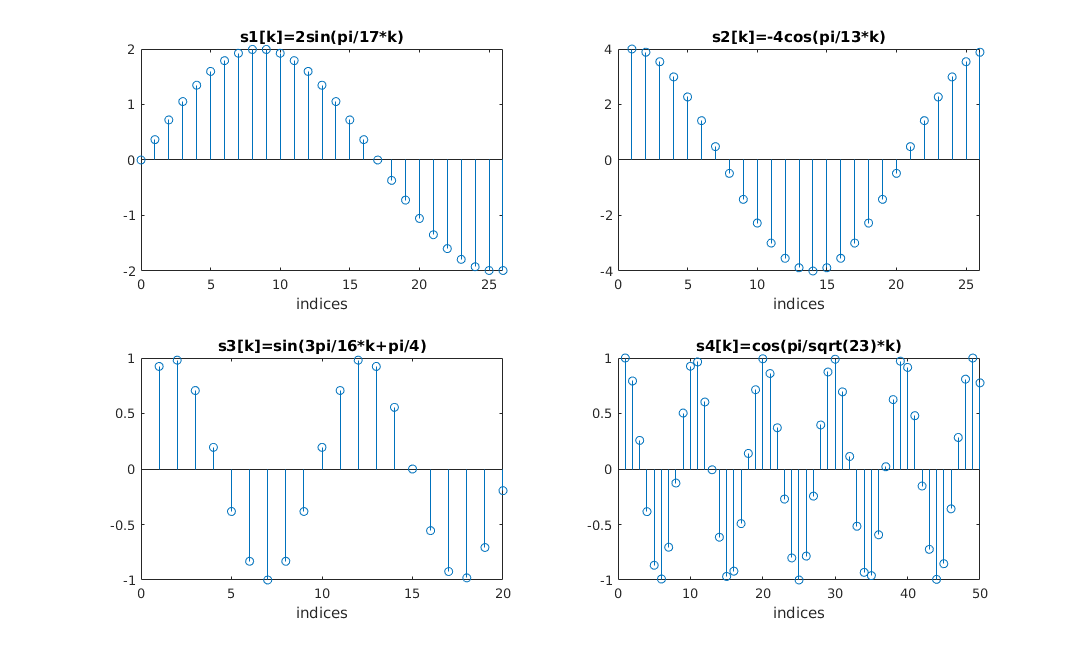 s1[k]=2sin(pi/17*k)
2
1
0
-1
-2
0 5 10 15 20 25
indices
s2[k]=-4cos(pi/13*k)
4
2
0
-2
-4
0 5 10 15 20 25
indices
s3[k]=sin(3pi/16*k+pi/4)
1
0.5
0
-0.5
-1
0 5 10 15 20
indices
s4[k]=cos(pi/sqrt(23)*k)
1
0.5
0
-0.5
-1
0 10 20 30 40 50
indices